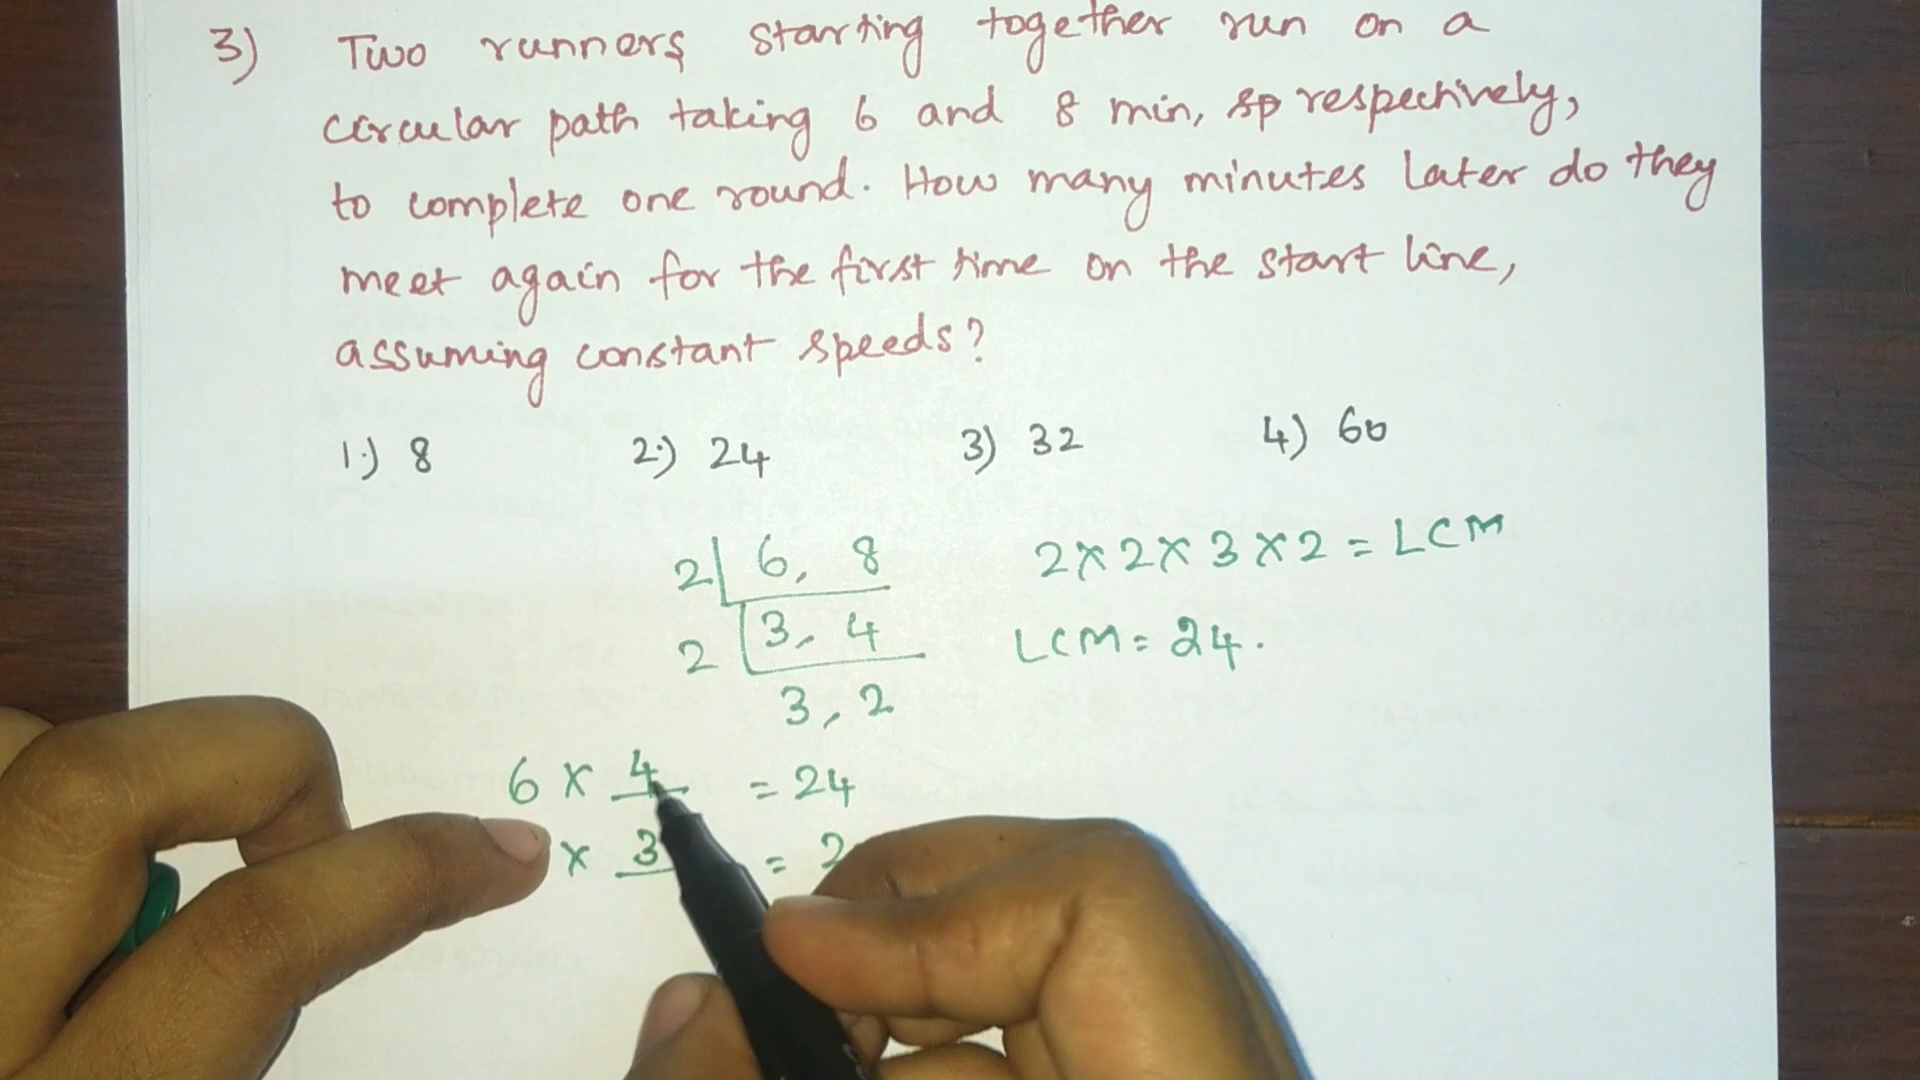 3) Two runners starting together run on a
circular path taking 6 and 8 min, sp respectively,
to complete one round. How many minutes later do they
meet again for the first time on the start line,
assuming constant speeds?
1.) 8 2.) 24 3) 32 4) 60
2 6, 8 2 x 2 x 3 x 2 = LCM
2 3, 4 LCM = 24.
3, 2
6 x 4 = 24
x 3 = 2